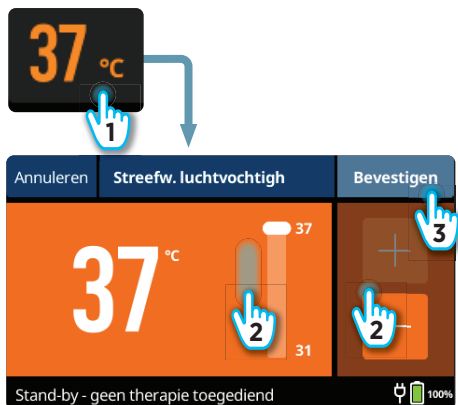 37 °C
1
Annuleren Streefw. luchtvochtigh Bevestigen
3
37 °C
37
2
2
31
Stand-by - geen therapie toegediend 100%